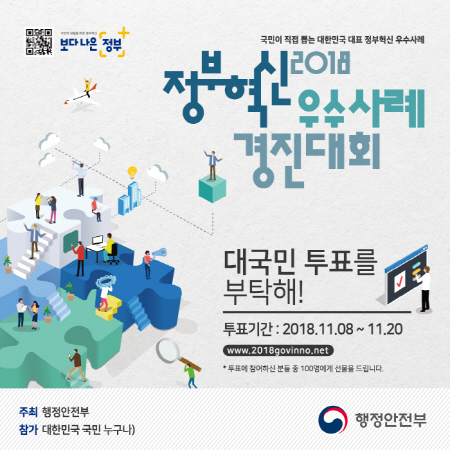 보다 나은 정부
국민이 직접 뽑는 대한민국 대표 정부혁신 우수사례
정부혁신 2018
우수사례
경진대회
대국민 투표를
부탁해!
투표기간 : 2018.11.08 ~ 11.20
www.2018govinno.net
* 투표에 참여하신 분들 중 100명에게 선물을 드립니다.
주최 행정안전부
참가 대한민국 국민 누구나)
행정안전부